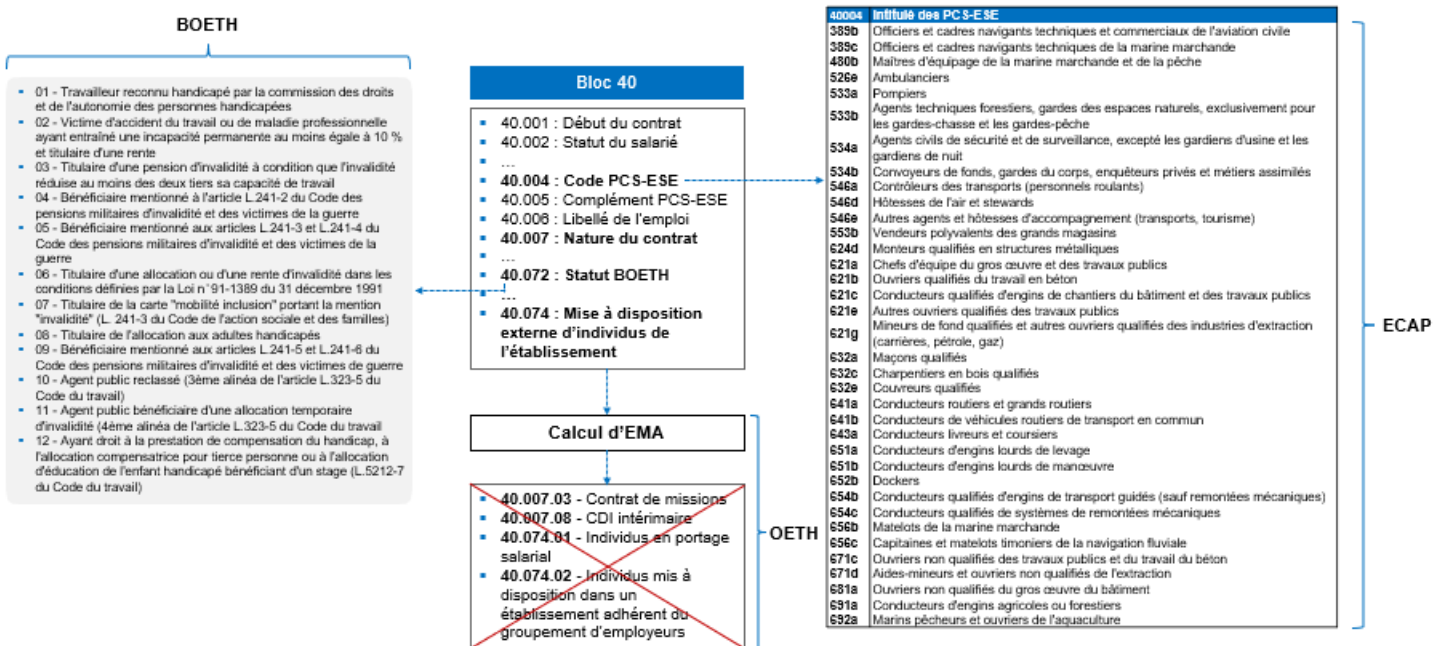 BOETH
01 - Travailleur reconnu handicapé par la commission des droits
et de l'autonomie des personnes handicapées
02 - Victime d'accident du travail ou de maladie professionnelle
ayant entraîné une incapacité permanente au moins égale à 10 %
et titulaire d'une rente
03 - Titulaire d'une pension d'invalidité à condition que l'invalidité
réduise au moins des deux tiers sa capacité de travail
04 - Bénéficiaire mentionné à l'article L.241-2 du Code des
pensions militaires d'invalidité et des victimes de la guerre
05 - Bénéficiaire mentionné aux articles L.241-3 et L.241-4 du
Code des pensions militaires d'invalidité et des victimes de la
guerre
06 - Titulaire d'une allocation ou d'une rente d'invalidité dans les
conditions définies par la Loi n°91-1389 du 31 décembre 1991
07 - Titulaire de la carte "mobilité inclusion" portant la mention
"invalidité" (L. 241-3 du Code de l'action sociale et des familles)
08 - Titulaire de l'allocation aux adultes handicapés
09 - Bénéficiaire mentionné aux articles L.241-5 et L.241-6 du
Code des pensions militaires d'invalidité et des victimes de guerre
10 - Agent public reclassé (3ème alinéa de l'article L.323-5 du
Code du travail)
11 - Agent public bénéficiaire d'une allocation temporaire
d'invalidité (4ème alinéa de l'article L.323-5 du Code du travail
12 - Ayant droit à la prestation de compensation du handicap, à
l'allocation compensatrice pour tierce personne ou à l'allocation
d'éducation de l'enfant handicapé bénéficiant d'un stage (L.5212-7
du Code du travail)
Bloc 40
40.001 : Début du contrat
40.002 : Statut du salarié
...
40.004 : Code PCS-ESE
40.005 : Complément PCS-ESE
40.006 : Libellé de l'emploi
40.007 : Nature du contrat
...
40.072 : Statut BOETH
...
40.074 : Mise à disposition
externe d'individus de
l'établissement
Calcul d'EMA
40.007.03 - Contrat de missions
40.007.08 - CDI intérimaire
40.074.01 - Individus en portage
salarial
40.074.02 - Individus mis à
disposition dans un
établissement adhérent du
groupement d'employeurs
OETH
40004 Intitulé des PCS-ESE
389b Officiers et cadres navigants techniques et commerciaux de l'aviation civile
389c Officiers et cadres navigants techniques de la marine marchande
480b Maîtres d'équipage de la marine marchande et de la pêche
526e Ambulanciers
533a Pompiers
533b Agents techniques forestiers, gardes des espaces naturels, exclusivement pour
les gardes-chasse et les gardes-pêche
534a Agents civils de sécurité et de surveillance, excepté les gardiens d'usine et les
gardiens de nuit
534b Convoyeurs de fonds, gardes du corps, enquêteurs privés et métiers assimilés
546a Contrôleurs des transports (personnels roulants)
546d Hôtesses de l'air et stewards
546e Autres agents et hôtesses d'accompagnement (transports, tourisme)
553b Vendeurs polyvalents des grands magasins
624d Monteurs qualifiés en structures métalliques
621a Chefs d'équipe du gros œuvre et des travaux publics
621b Ouvriers qualifiés du travail en béton
621c Conducteurs qualifiés d'engins de chantiers du bâtiment et des travaux publics
621e Autres ouvriers qualifiés des travaux publics
621g Mineurs de fond qualifiés et autres ouvriers qualifiés des industries d'extraction
(carrières, pétrole, gaz)
632a Maçons qualifiés
632c Charpentiers en bois qualifiés
632e Couvreurs qualifiés
641a Conducteurs routiers et grands routiers
641b Conducteurs de véhicules routiers de transport en commun
643a Conducteurs livreurs et coursiers
651a Conducteurs d'engins lourds de levage
651b Conducteurs d'engins lourds de manœuvre
652b Dockers
654b Conducteurs qualifiés d'engins de transport guidés (sauf remontées mécaniques)
654c Conducteurs qualifiés de systèmes de remontées mécaniques
656b Matelots de la marine marchande
656c Capitaines et matelots timoniers de la navigation fluviale
671c Ouvriers non qualifiés des travaux publics et du travail du béton
671d Aides-mineurs et ouvriers non qualifiés de l'extraction
681a Ouvriers non qualifiés du gros œuvre du bâtiment
691a Conducteurs d'engins agricoles ou forestiers
692a Marins pêcheurs et ouvriers de l'aquaculture
ECAP